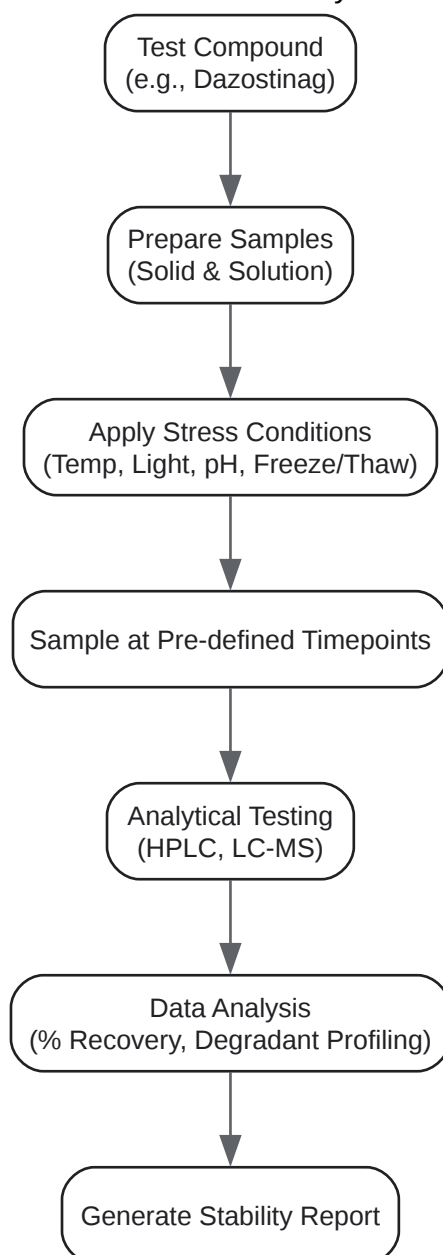 Test Compound
(e.g., Dazostinag)
Prepare Samples
(Solid & Solution)
Apply Stress Conditions
(Temp, Light, pH, Freeze/Thaw)
Sample at Pre-defined Timepoints
Analytical Testing
(HPLC, LC-MS)
Data Analysis
(% Recovery, Degradant Profiling)
Generate Stability Report